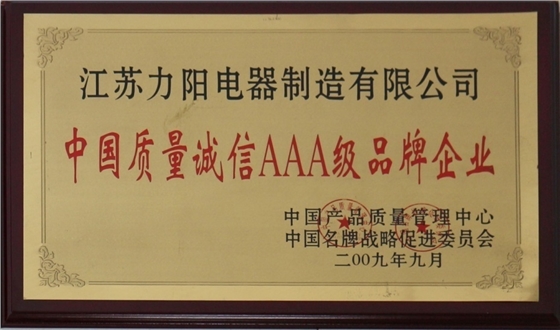 江苏力阳电器制造有限公司
中国质量诚信AAA级品牌企业
中国产品质量管理中心
中国名牌战略促进委员会
二00九年九月